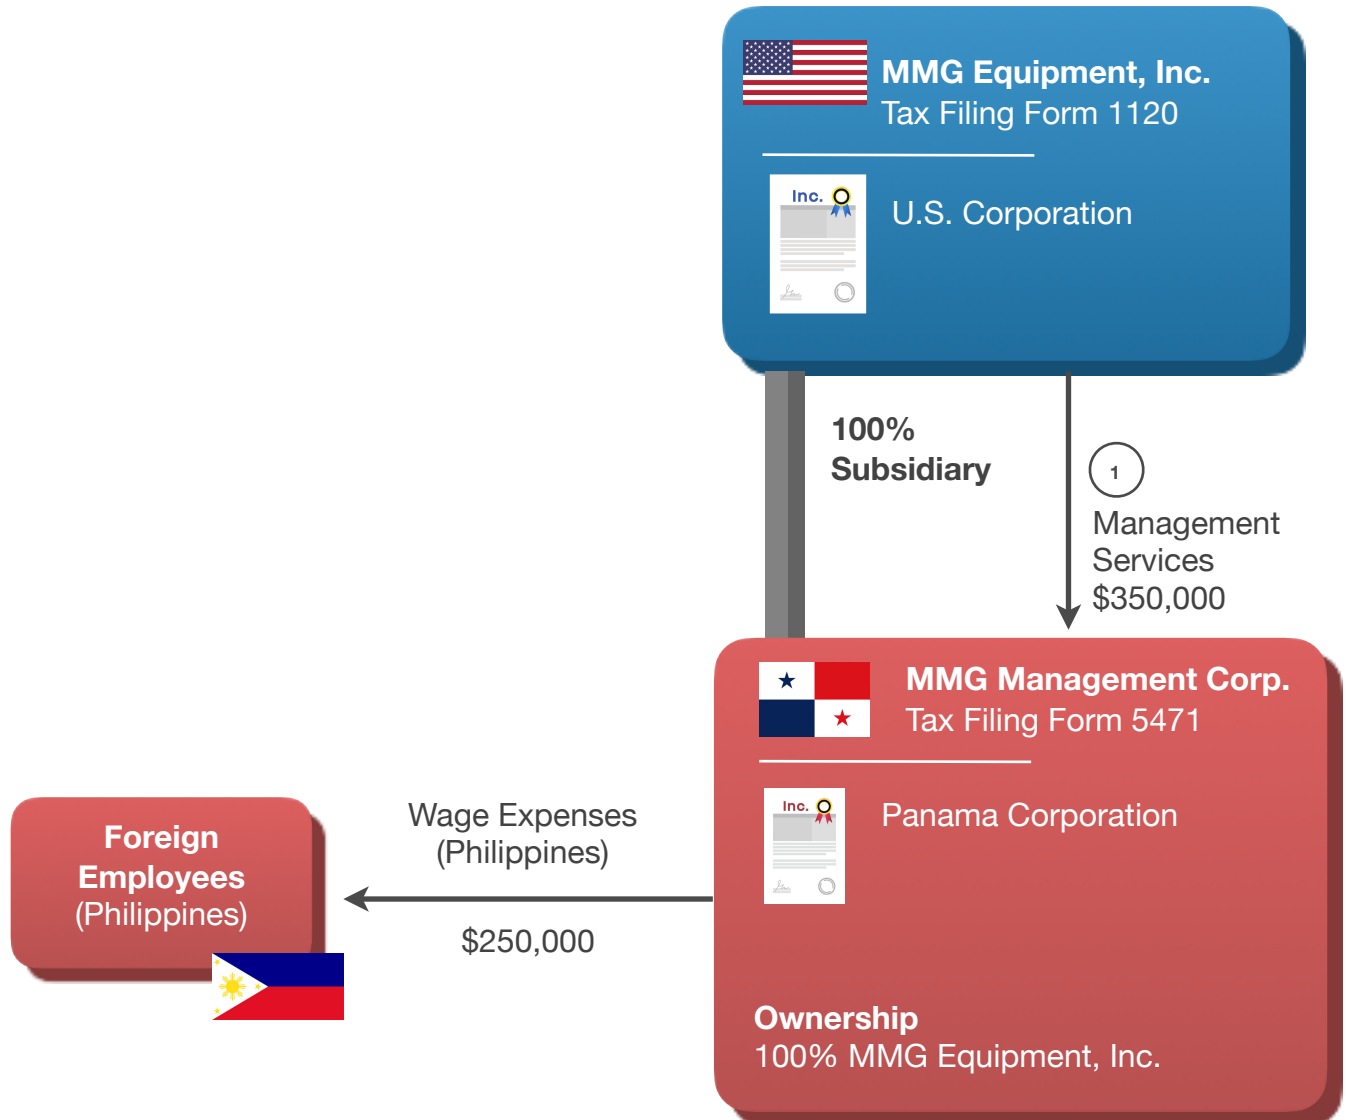 MMG Equipment, Inc.
Tax Filing Form 1120
Inc.
U.S. Corporation
100%
Subsidiary
1
Management
Services
$350,000
MMG Management Corp.
Tax Filing Form 5471
Inc.
Panama Corporation
Wage Expenses
(Philippines)
$250,000
Foreign
Employees
(Philippines)
Ownership
100% MMG Equipment, Inc.